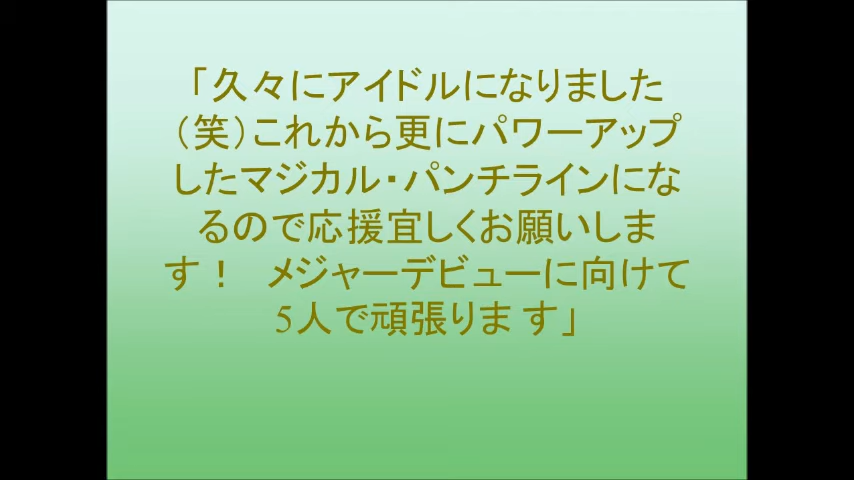 「久々にアイドルになりました
（笑）これから更にパワーアップ
したマジカル・パンチラインにな
るので応援宜しくお願いしま
す！　メジャーデビューに向けて
5人で頑張りま す」